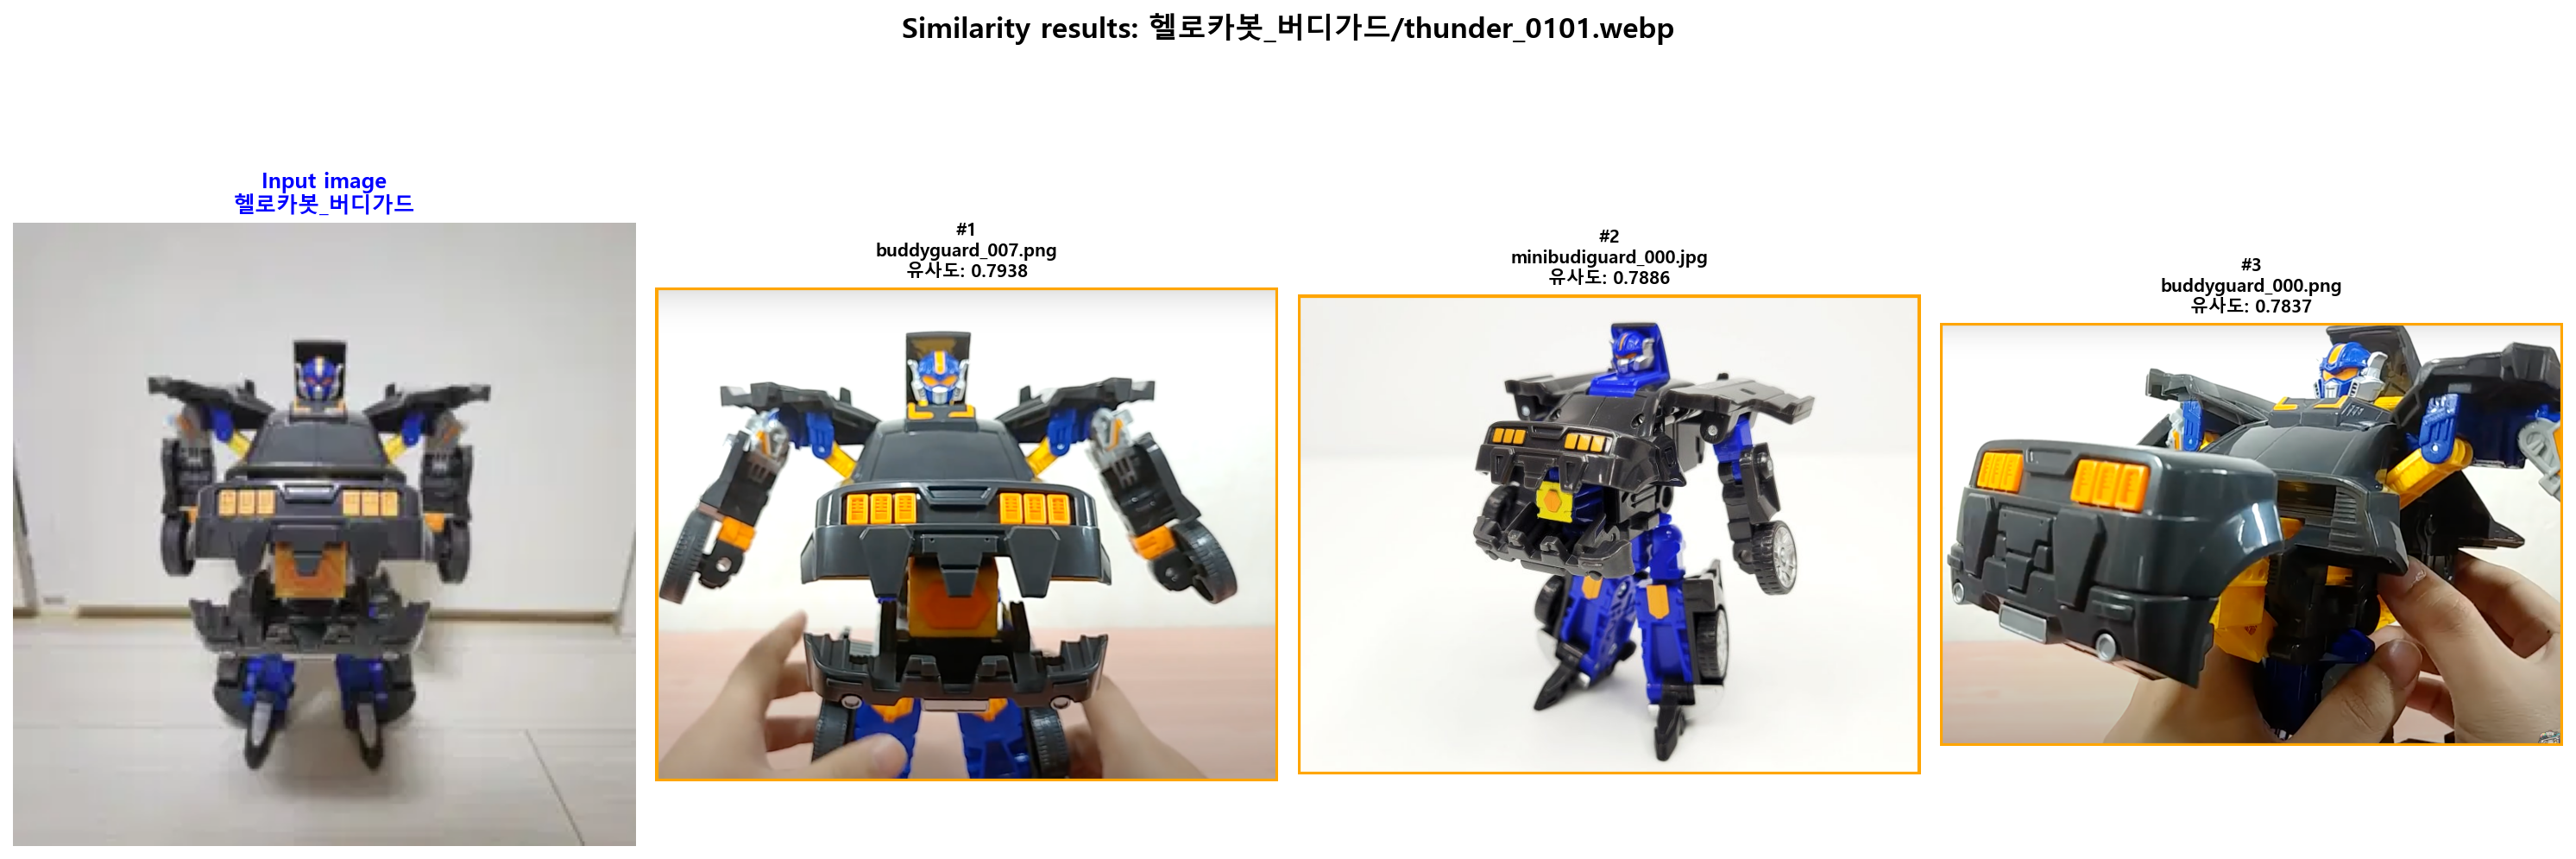 Similarity results: 헬로카봇_버디가드/thunder_0101.webp
Input image
헬로카봇_버디가드
#1
buddyguard_007.png
유사도: 0.7938
#2
minibudiguard_000.jpg
유사도: 0.7886
#3
buddyguard_000.png
유사도: 0.7837